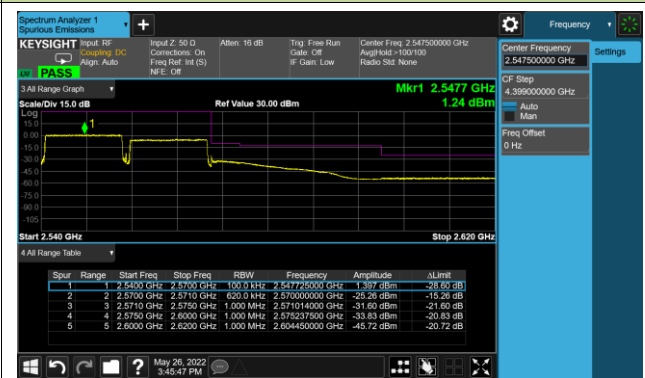 Spectrum Analyzer 1
Spurious Emissions
+
Frequency
KEYSIGHT Input: RF Input Z: 50 Ω Atten: 16 dB Trig: Free Run Center Freq: 2.547500000 GHz
Coupling: DC Corrections: On Gate: Off Avg|Hold:>100/100
Align: Auto Freq Ref: Int (S) IF Gain: Low Radio Std: None
NFE: Off
PASS
Center Frequency
2.547500000 GHz
Settings
CF Step
4.399000000 GHz
Auto
Man
Freq Offset
0 Hz
3 All Range Graph
Mkr1 2.5477 GHz
Scale/Div 15.0 dB Ref Value 30.00 dBm 1.24 dBm
Log
15.0
0.00
-15.0
-30.0
-45.0
-60.0
-75.0
-90.0
-105
1
Start 2.540 GHz Stop 2.620 GHz
4 All Range Table
Spur Range Start Freq Stop Freq RBW Frequency Amplitude ΔLimit
1 1 2.5400 GHz 2.5700 GHz 100.0 kHz 2.547725000 GHz 1.397 dBm -28.60 dB
2 2 2.5700 GHz 2.5710 GHz 620.0 kHz 2.570000000 GHz -25.26 dBm -15.26 dB
3 3 2.5710 GHz 2.5750 GHz 1.000 MHz 2.571014000 GHz -31.60 dBm -21.60 dB
4 4 2.5750 GHz 2.6000 GHz 1.000 MHz 2.575237500 GHz -33.83 dBm -20.83 dB
5 5 2.6000 GHz 2.6200 GHz 1.000 MHz 2.604450000 GHz -45.72 dBm -20.72 dB
?
May 26, 2022
3:45:47 PM